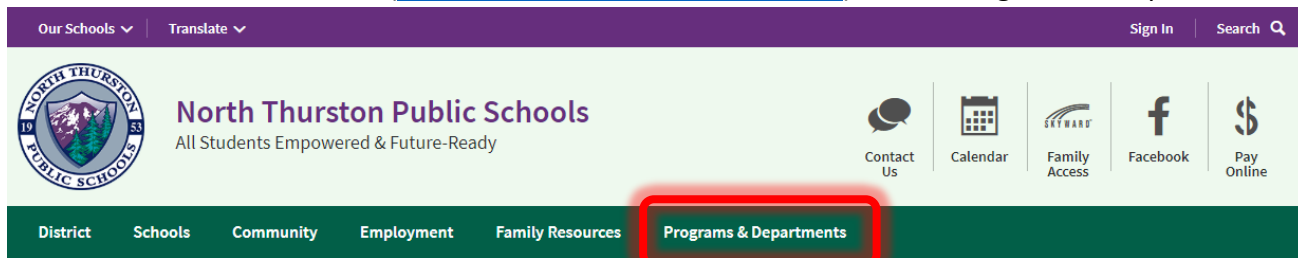 Our Schools Translate Sign In Search
NORTH THURSTON
PUBLIC SCHOOLS
19 53
North Thurston Public Schools
All Students Empowered & Future-Ready
SKYWARD
Contact
Us
Calendar
Family
Access
Facebook
Pay
Online
District Schools Community Employment Family Resources Programs & Departments